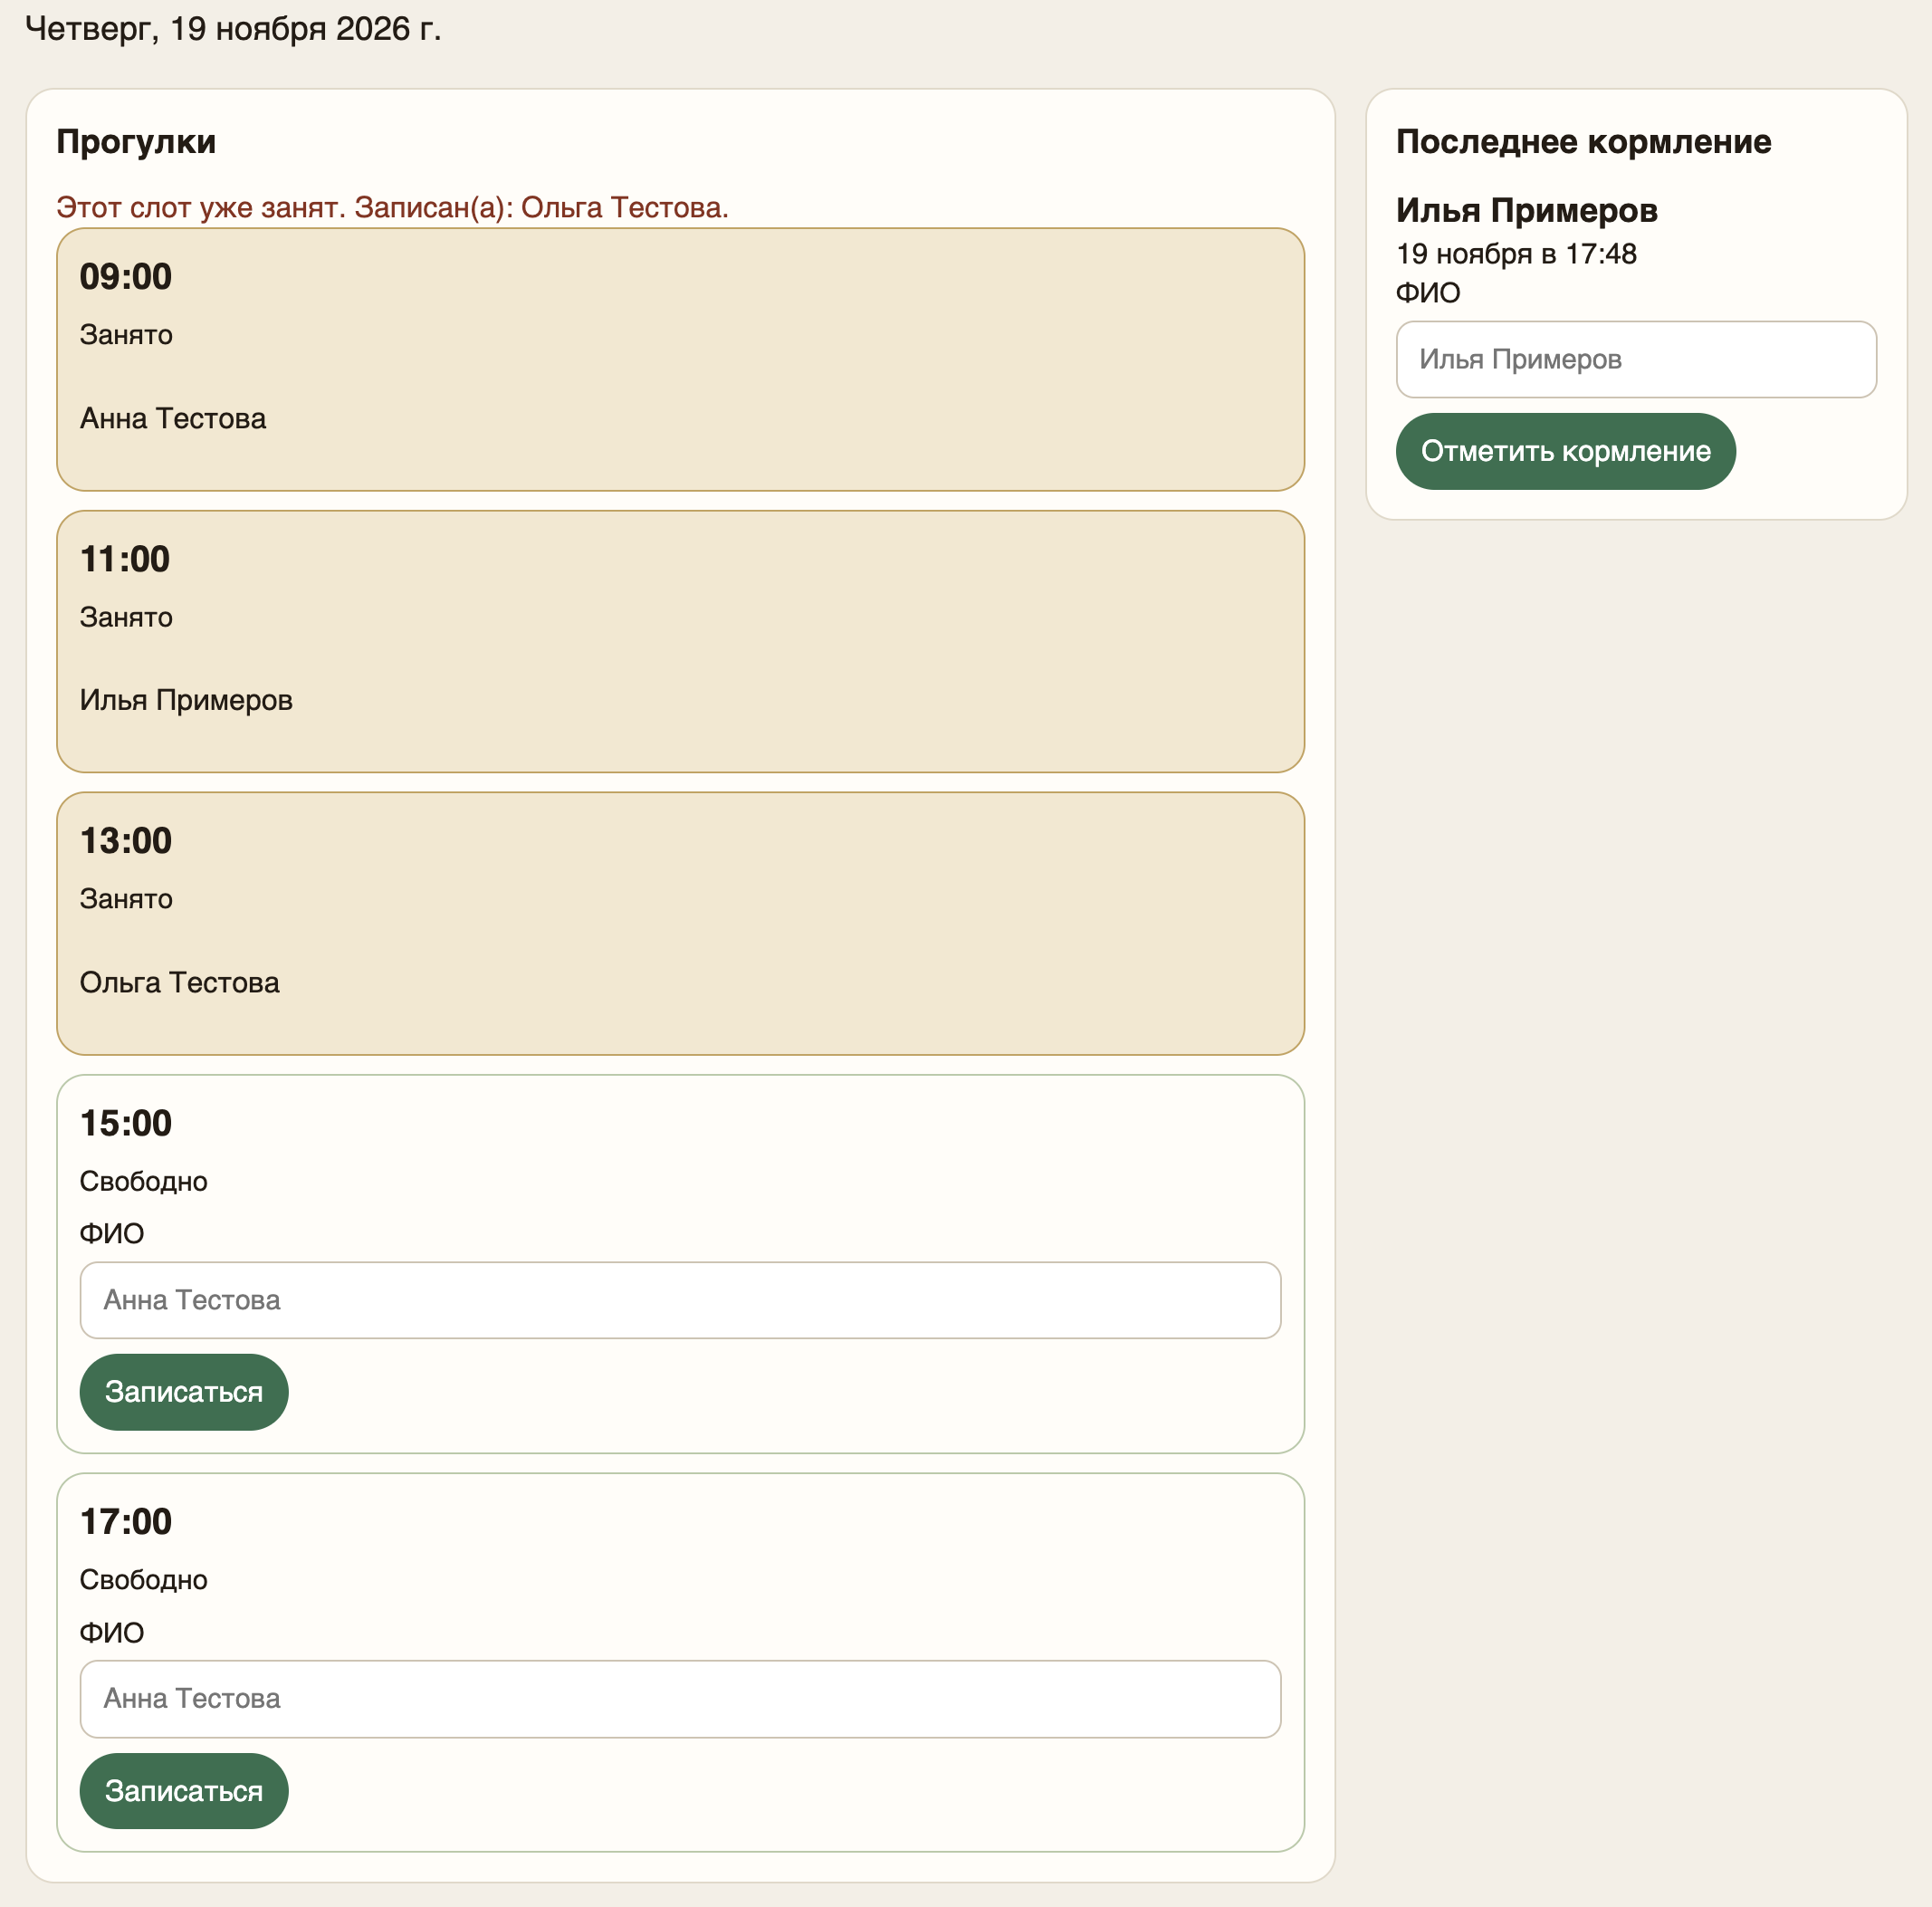 Четверг, 19 ноября 2026 г.
Прогулки
Этот слот уже занят. Записан(а): Ольга Тестова.
09:00
Занято
Анна Тестова
11:00
Занято
Илья Примеров
13:00
Занято
Ольга Тестова
15:00
Свободно
ФИО
Анна Тестова
Записаться
17:00
Свободно
ФИО
Анна Тестова
Записаться
Последнее кормление
Илья Примеров
19 ноября в 17:48
ФИО
Илья Примеров
Отметить кормление